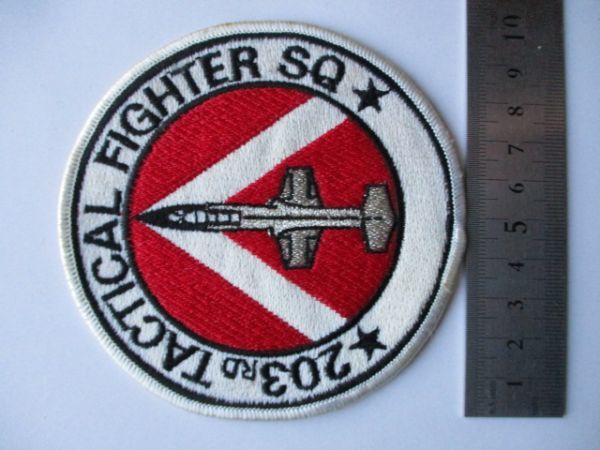 203RD TACTICAL FIGHTER SQ
1 2 3 4 5 6 7 8 9 10